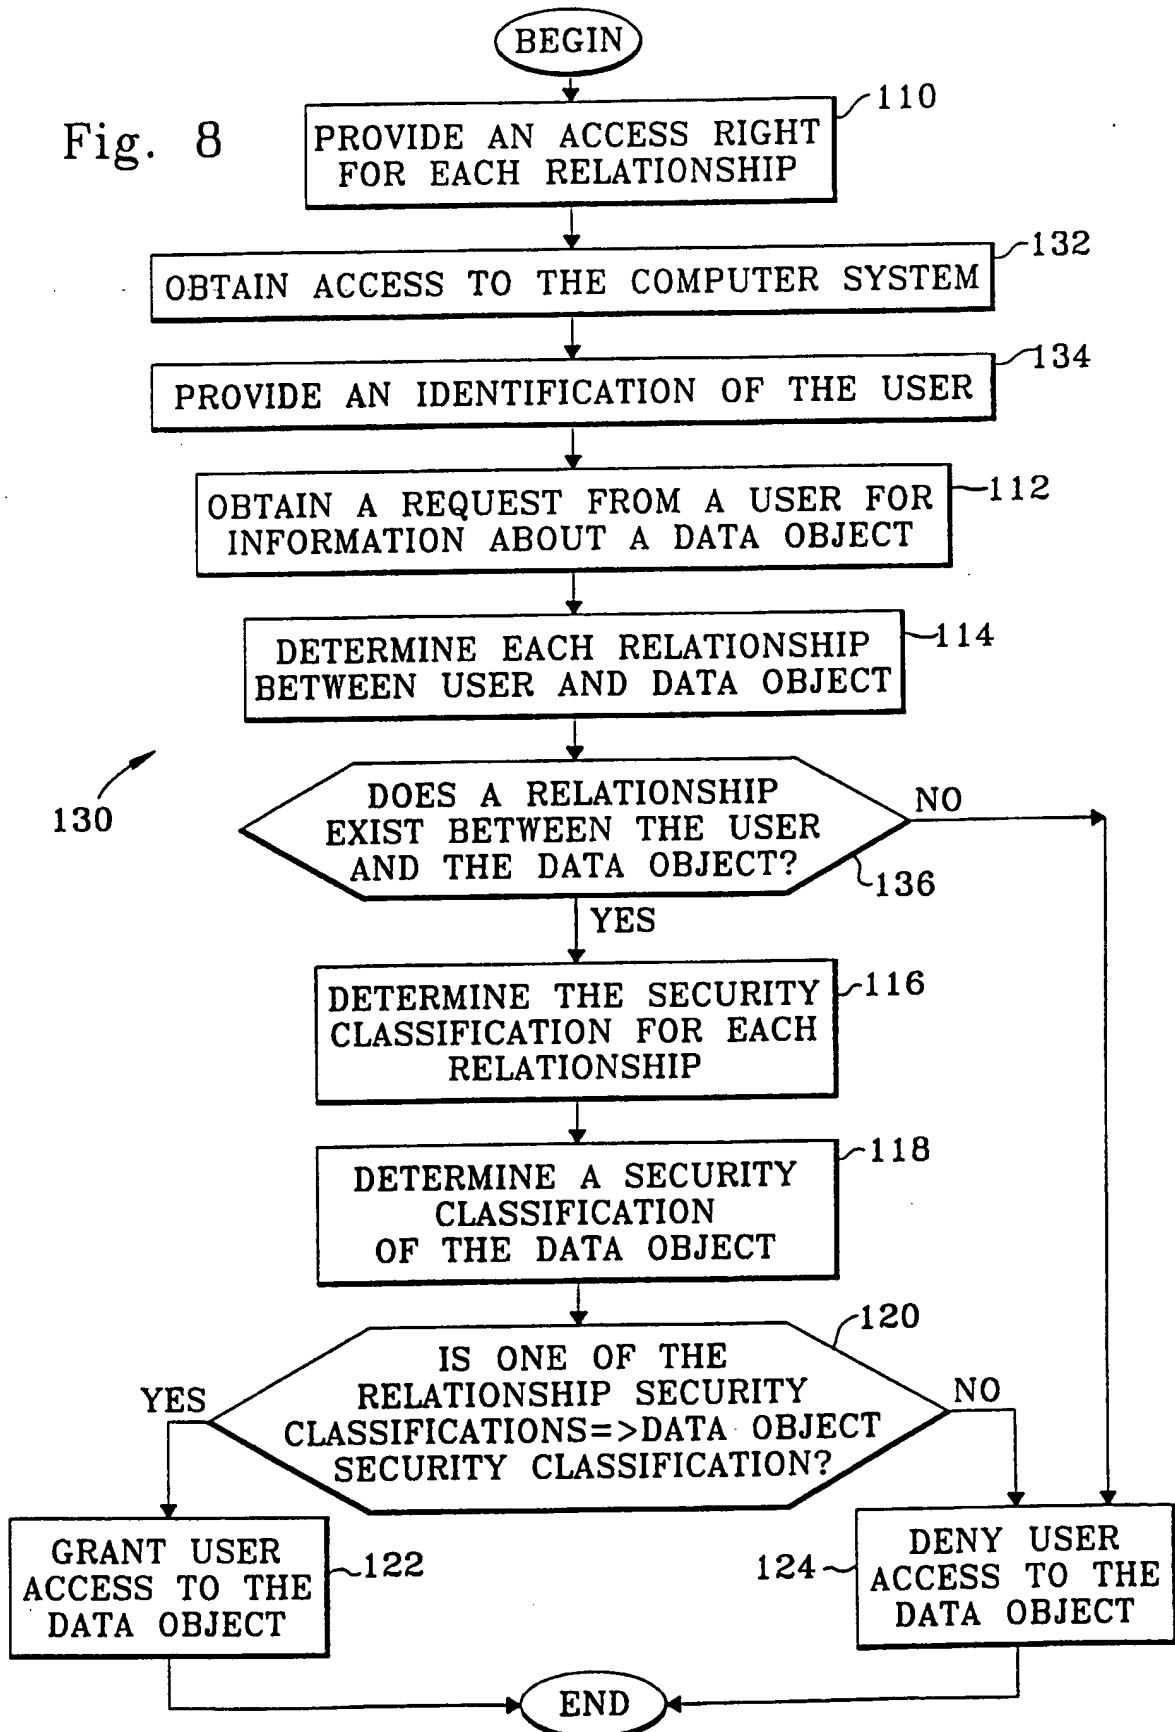 BEGIN
Fig. 8
110
PROVIDE AN ACCESS RIGHT
FOR EACH RELATIONSHIP
132
OBTAIN ACCESS TO THE COMPUTER SYSTEM
134
PROVIDE AN IDENTIFICATION OF THE USER
112
OBTAIN A REQUEST FROM A USER FOR
INFORMATION ABOUT A DATA OBJECT
114
DETERMINE EACH RELATIONSHIP
BETWEEN USER AND DATA OBJECT
130
DOES A RELATIONSHIP
EXIST BETWEEN THE USER
AND THE DATA OBJECT?
NO
136
YES
116
DETERMINE THE SECURITY
CLASSIFICATION FOR EACH
RELATIONSHIP
118
DETERMINE A SECURITY
CLASSIFICATION
OF THE DATA OBJECT
120
IS ONE OF THE
RELATIONSHIP SECURITY
CLASSIFICATIONS=>DATA OBJECT
SECURITY CLASSIFICATION?
YES
NO
GRANT USER
ACCESS TO THE
DATA OBJECT
122
124
DENY USER
ACCESS TO THE
DATA OBJECT
END